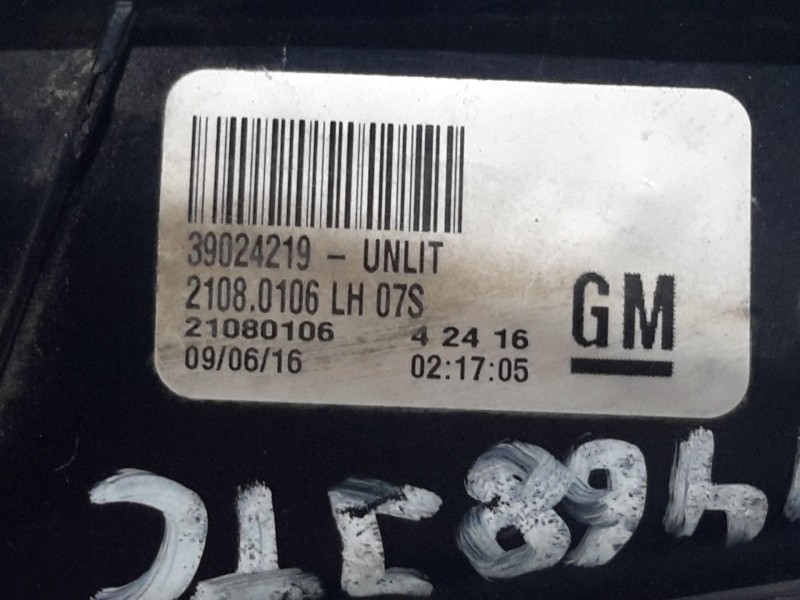 39024219 - UNLIT
2108.0106 LH 07S
21080106 4 24 16
09/06/16 02:17:05
GM